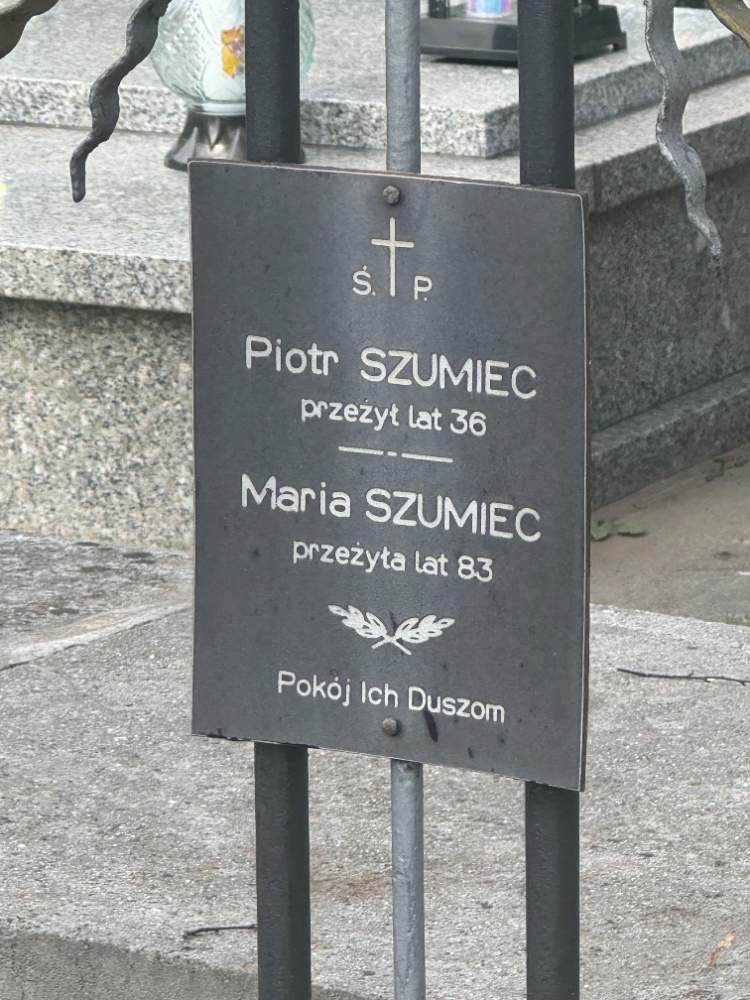 Ś. P.
Piotr SZUMIEC
przeżył lat 36
Maria SZUMIEC
przeżyła lat 83
Pokój Ich Duszom